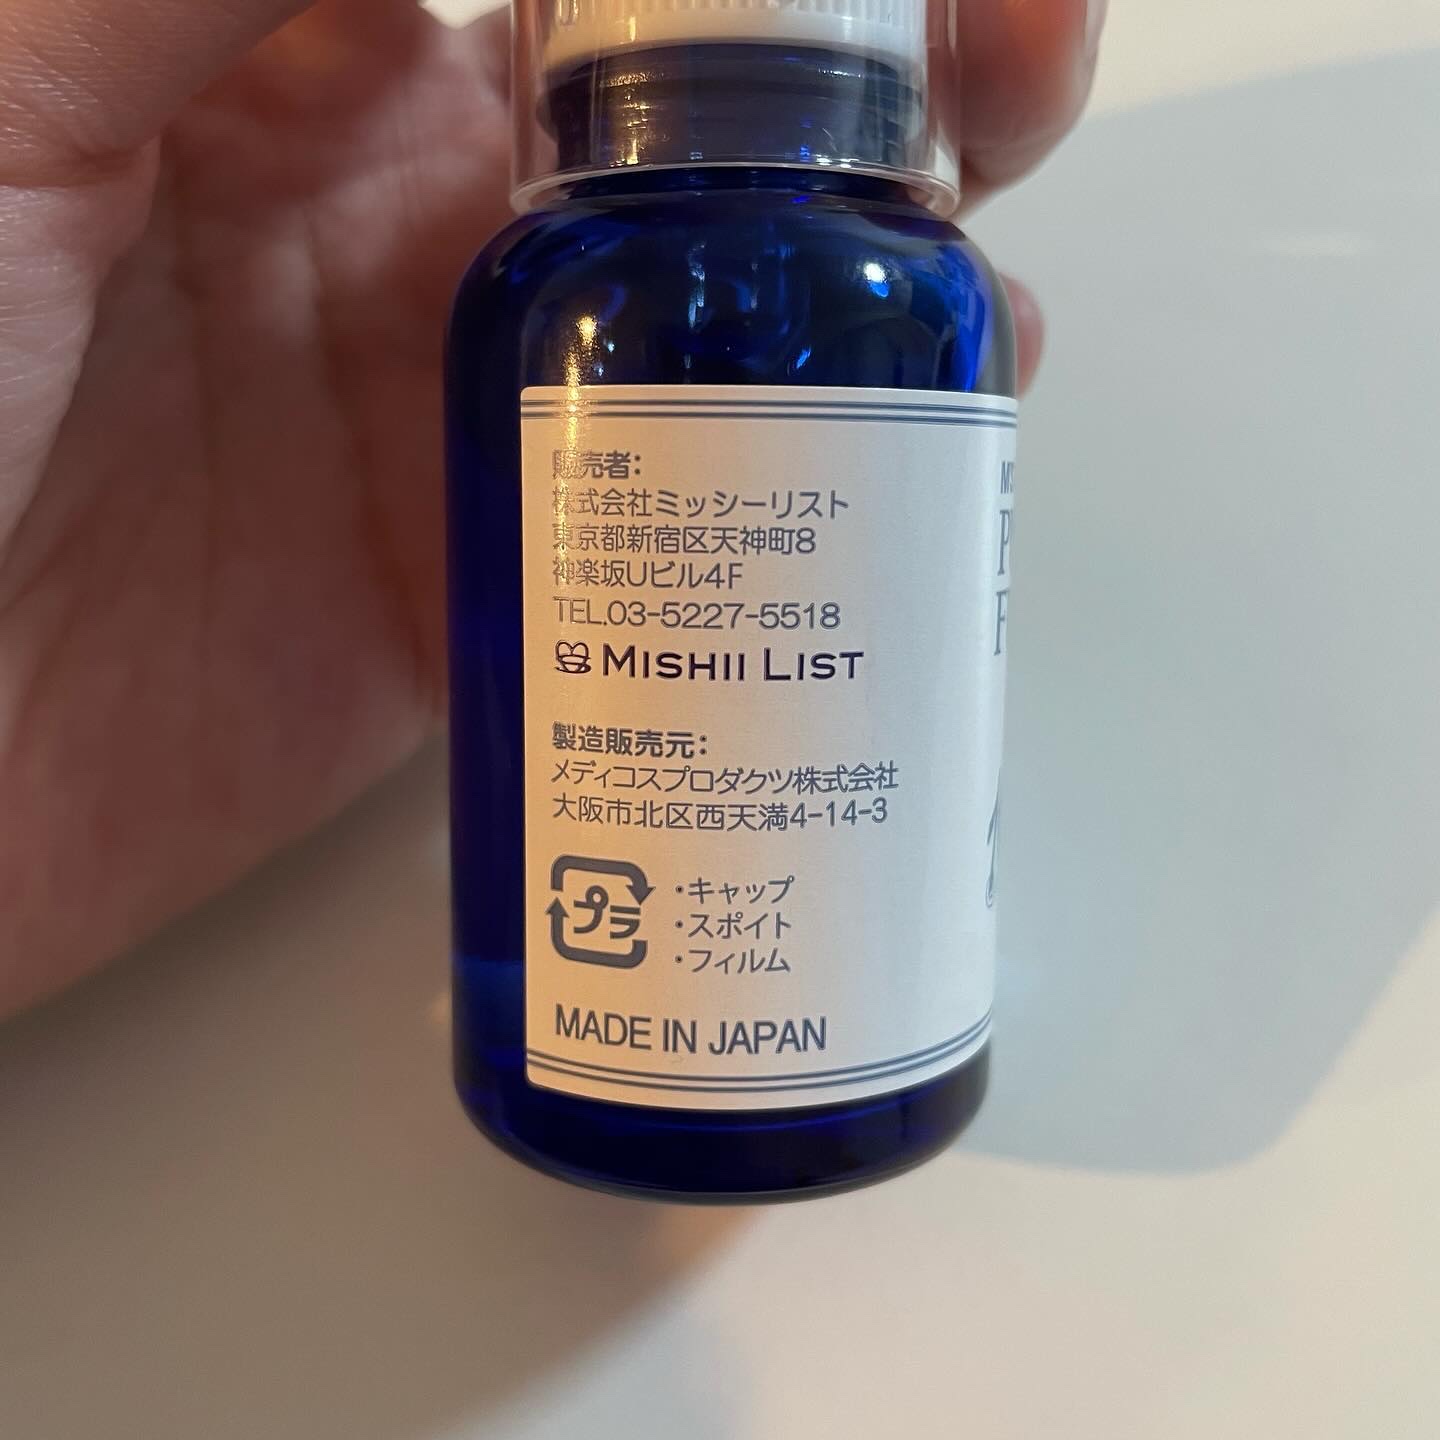 販売者：
株式会社ミッシーリスト
東京都新宿区天神町8
神楽坂Uビル4F
TEL.03-5227-5518
MISHII LIST
製造販売元：
メディコスプロダクツ株式会社
大阪市北区西天満4-14-3
プラ
・キャップ
・スポイト
・フィルム
MADE IN JAPAN